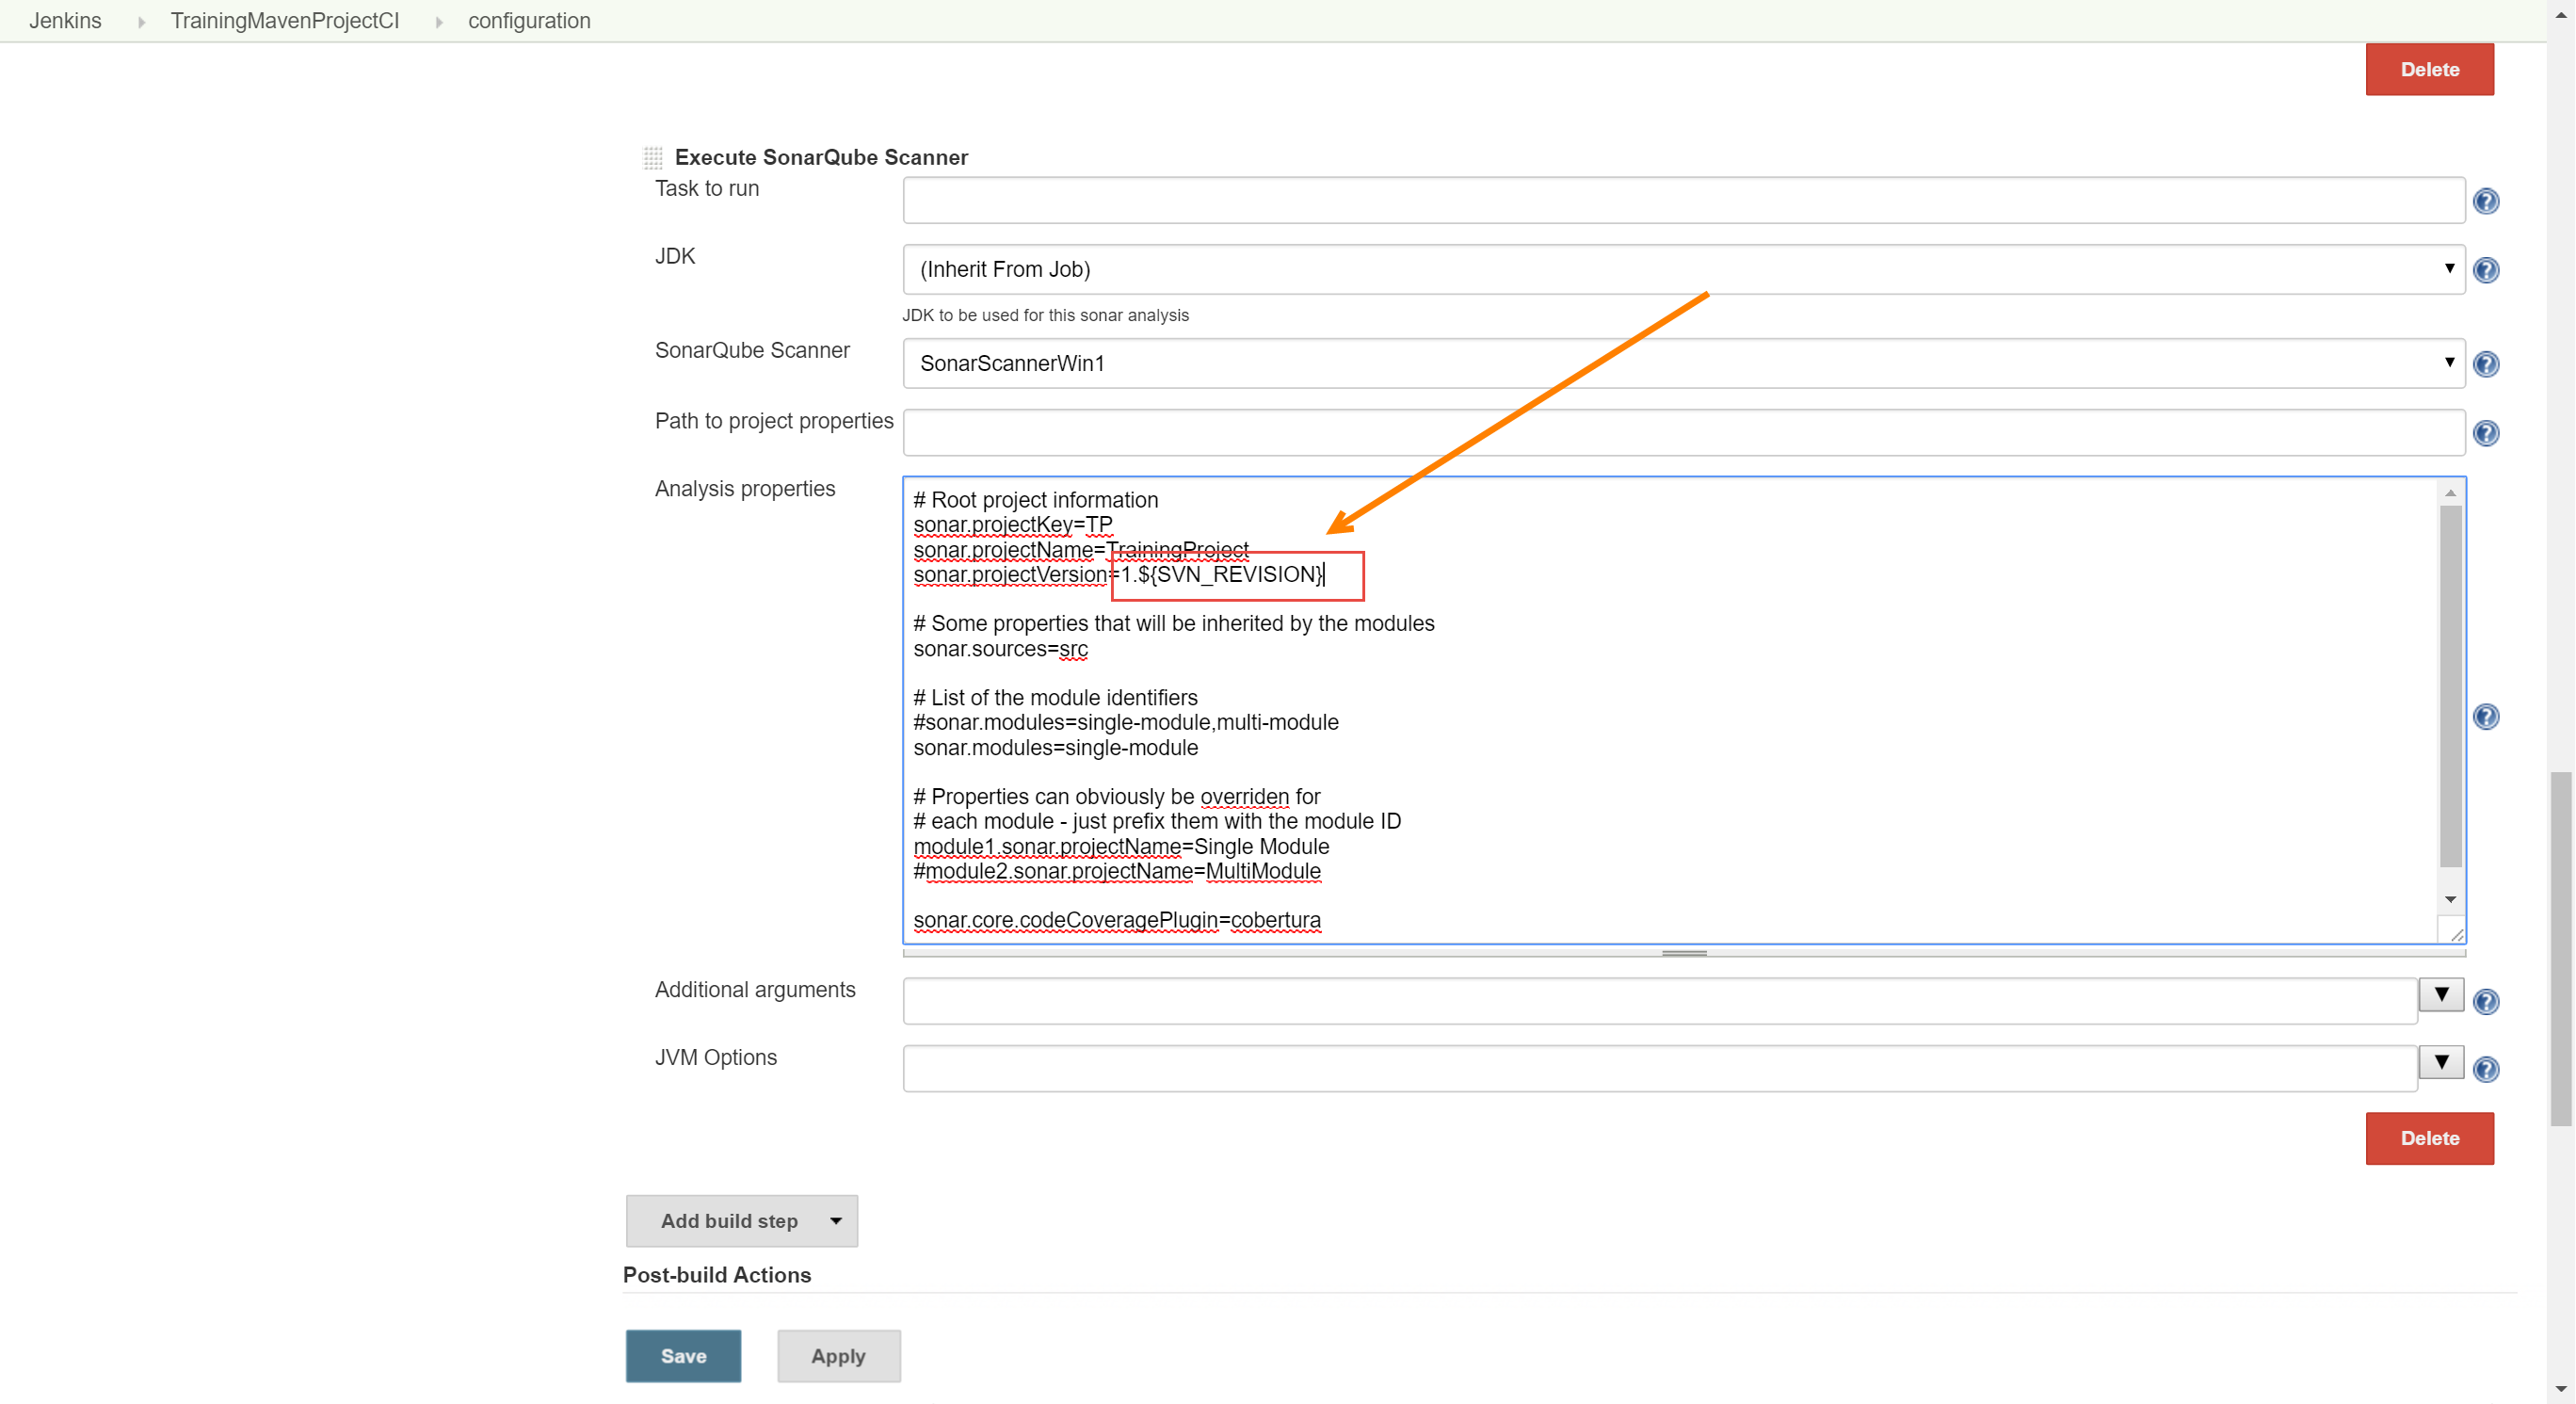 Jenkins TrainingMavenProjectCI configuration
Delete
Execute SonarQube Scanner
Task to run
JDK
(Inherit From Job)
JDK to be used for this sonar analysis
SonarQube Scanner
SonarScannerWin1
Path to project properties
Analysis properties
# Root project information
sonar.projectKey=TP
sonar.projectName=TrainingProject
sonar.projectVersion=1.${SVN_REVISION}
# Some properties that will be inherited by the modules
sonar.sources=src
# List of the module identifiers
#sonar.modules=single-module,multi-module
sonar.modules=single-module
# Properties can obviously be overriden for
# each module - just prefix them with the module ID
module1.sonar.projectName=Single Module
#module2.sonar.projectName=MultiModule
sonar.core.codeCoveragePlugin=cobertura
Additional arguments
JVM Options
Delete
Add build step
Post-build Actions
Save
Apply